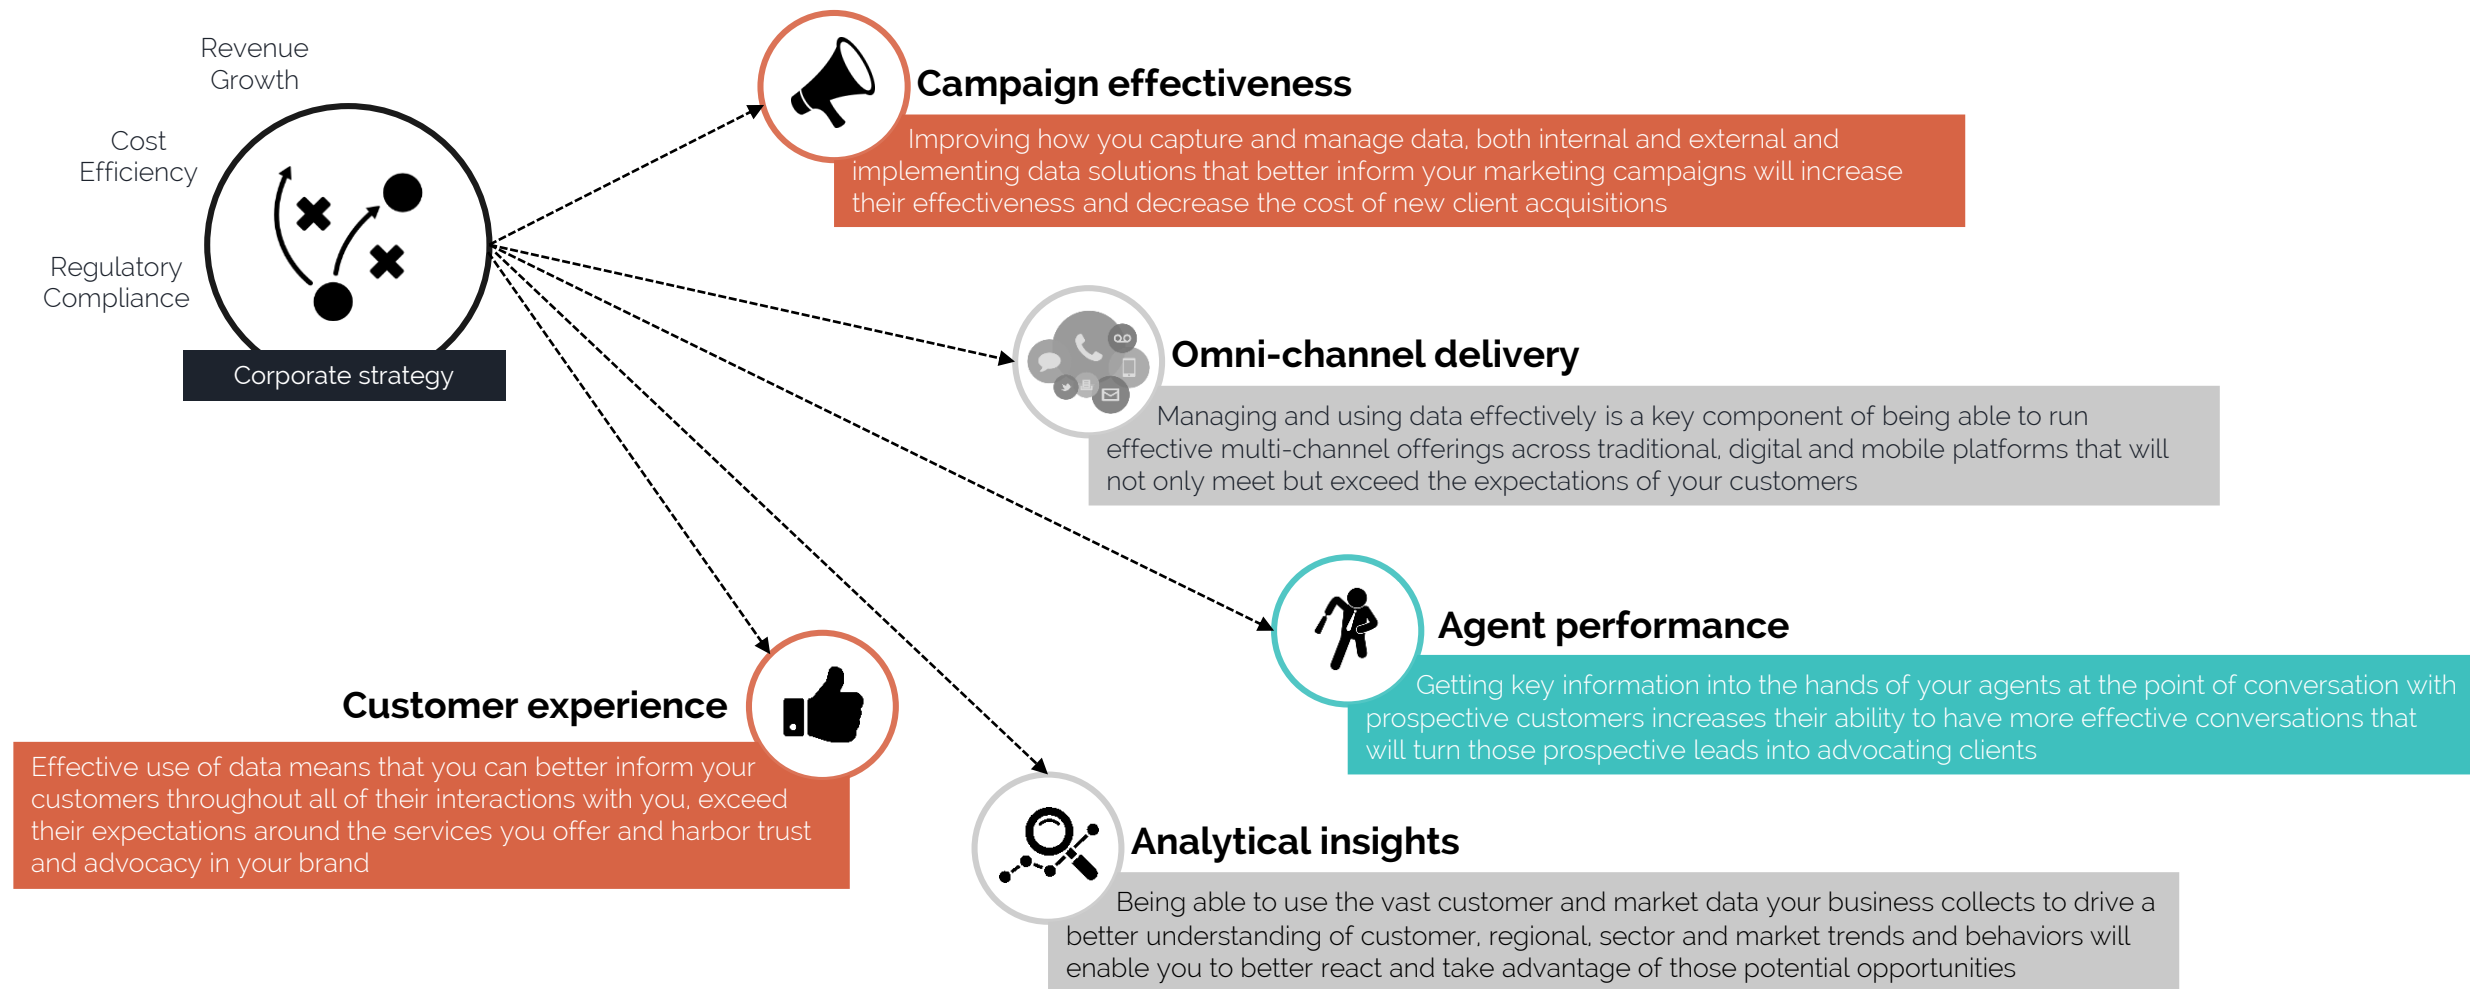 Revenue
Growth
Cost
Efficiency
Regulatory
Compliance
Corporate strategy
Campaign effectiveness
Improving how you capture and manage data, both internal and external and
implementing data solutions that better inform your marketing campaigns will increase
their effectiveness and decrease the cost of new client acquisitions
Omni-channel delivery
Managing and using data effectively is a key component of being able to run
effective multi-channel offerings across traditional, digital and mobile platforms that will
not only meet but exceed the expectations of your customers
Agent performance
Getting key information into the hands of your agents at the point of conversation with
prospective customers increases their ability to have more effective conversations that
will turn those prospective leads into advocating clients
Customer experience
Effective use of data means that you can better inform your
customers throughout all of their interactions with you, exceed
their expectations around the services you offer and harbor trust
and advocacy in your brand
Analytical insights
Being able to use the vast customer and market data your business collects to drive a
better understanding of customer, regional, sector and market trends and behaviors will
enable you to better react and take advantage of those potential opportunities